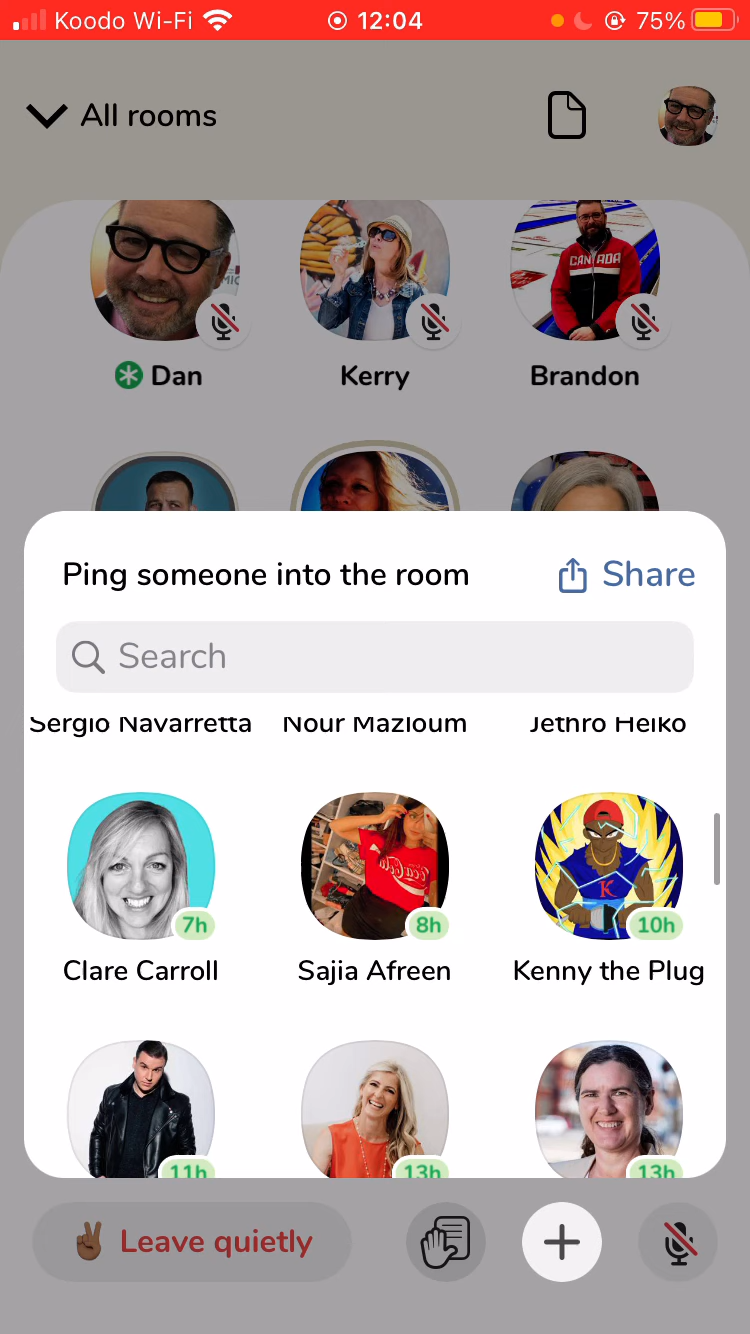 Koodo Wi-Fi 12:04 75%
All rooms
CANADA
Dan Kerry Brandon
Ping someone into the room Share
Search
Sergio Navarretta Nour Mazloum Jethro Heiko
K
7h 8h 10h
Clare Carroll Sajia Afreen Kenny the Plug
11h 13h 13h
Leave quietly